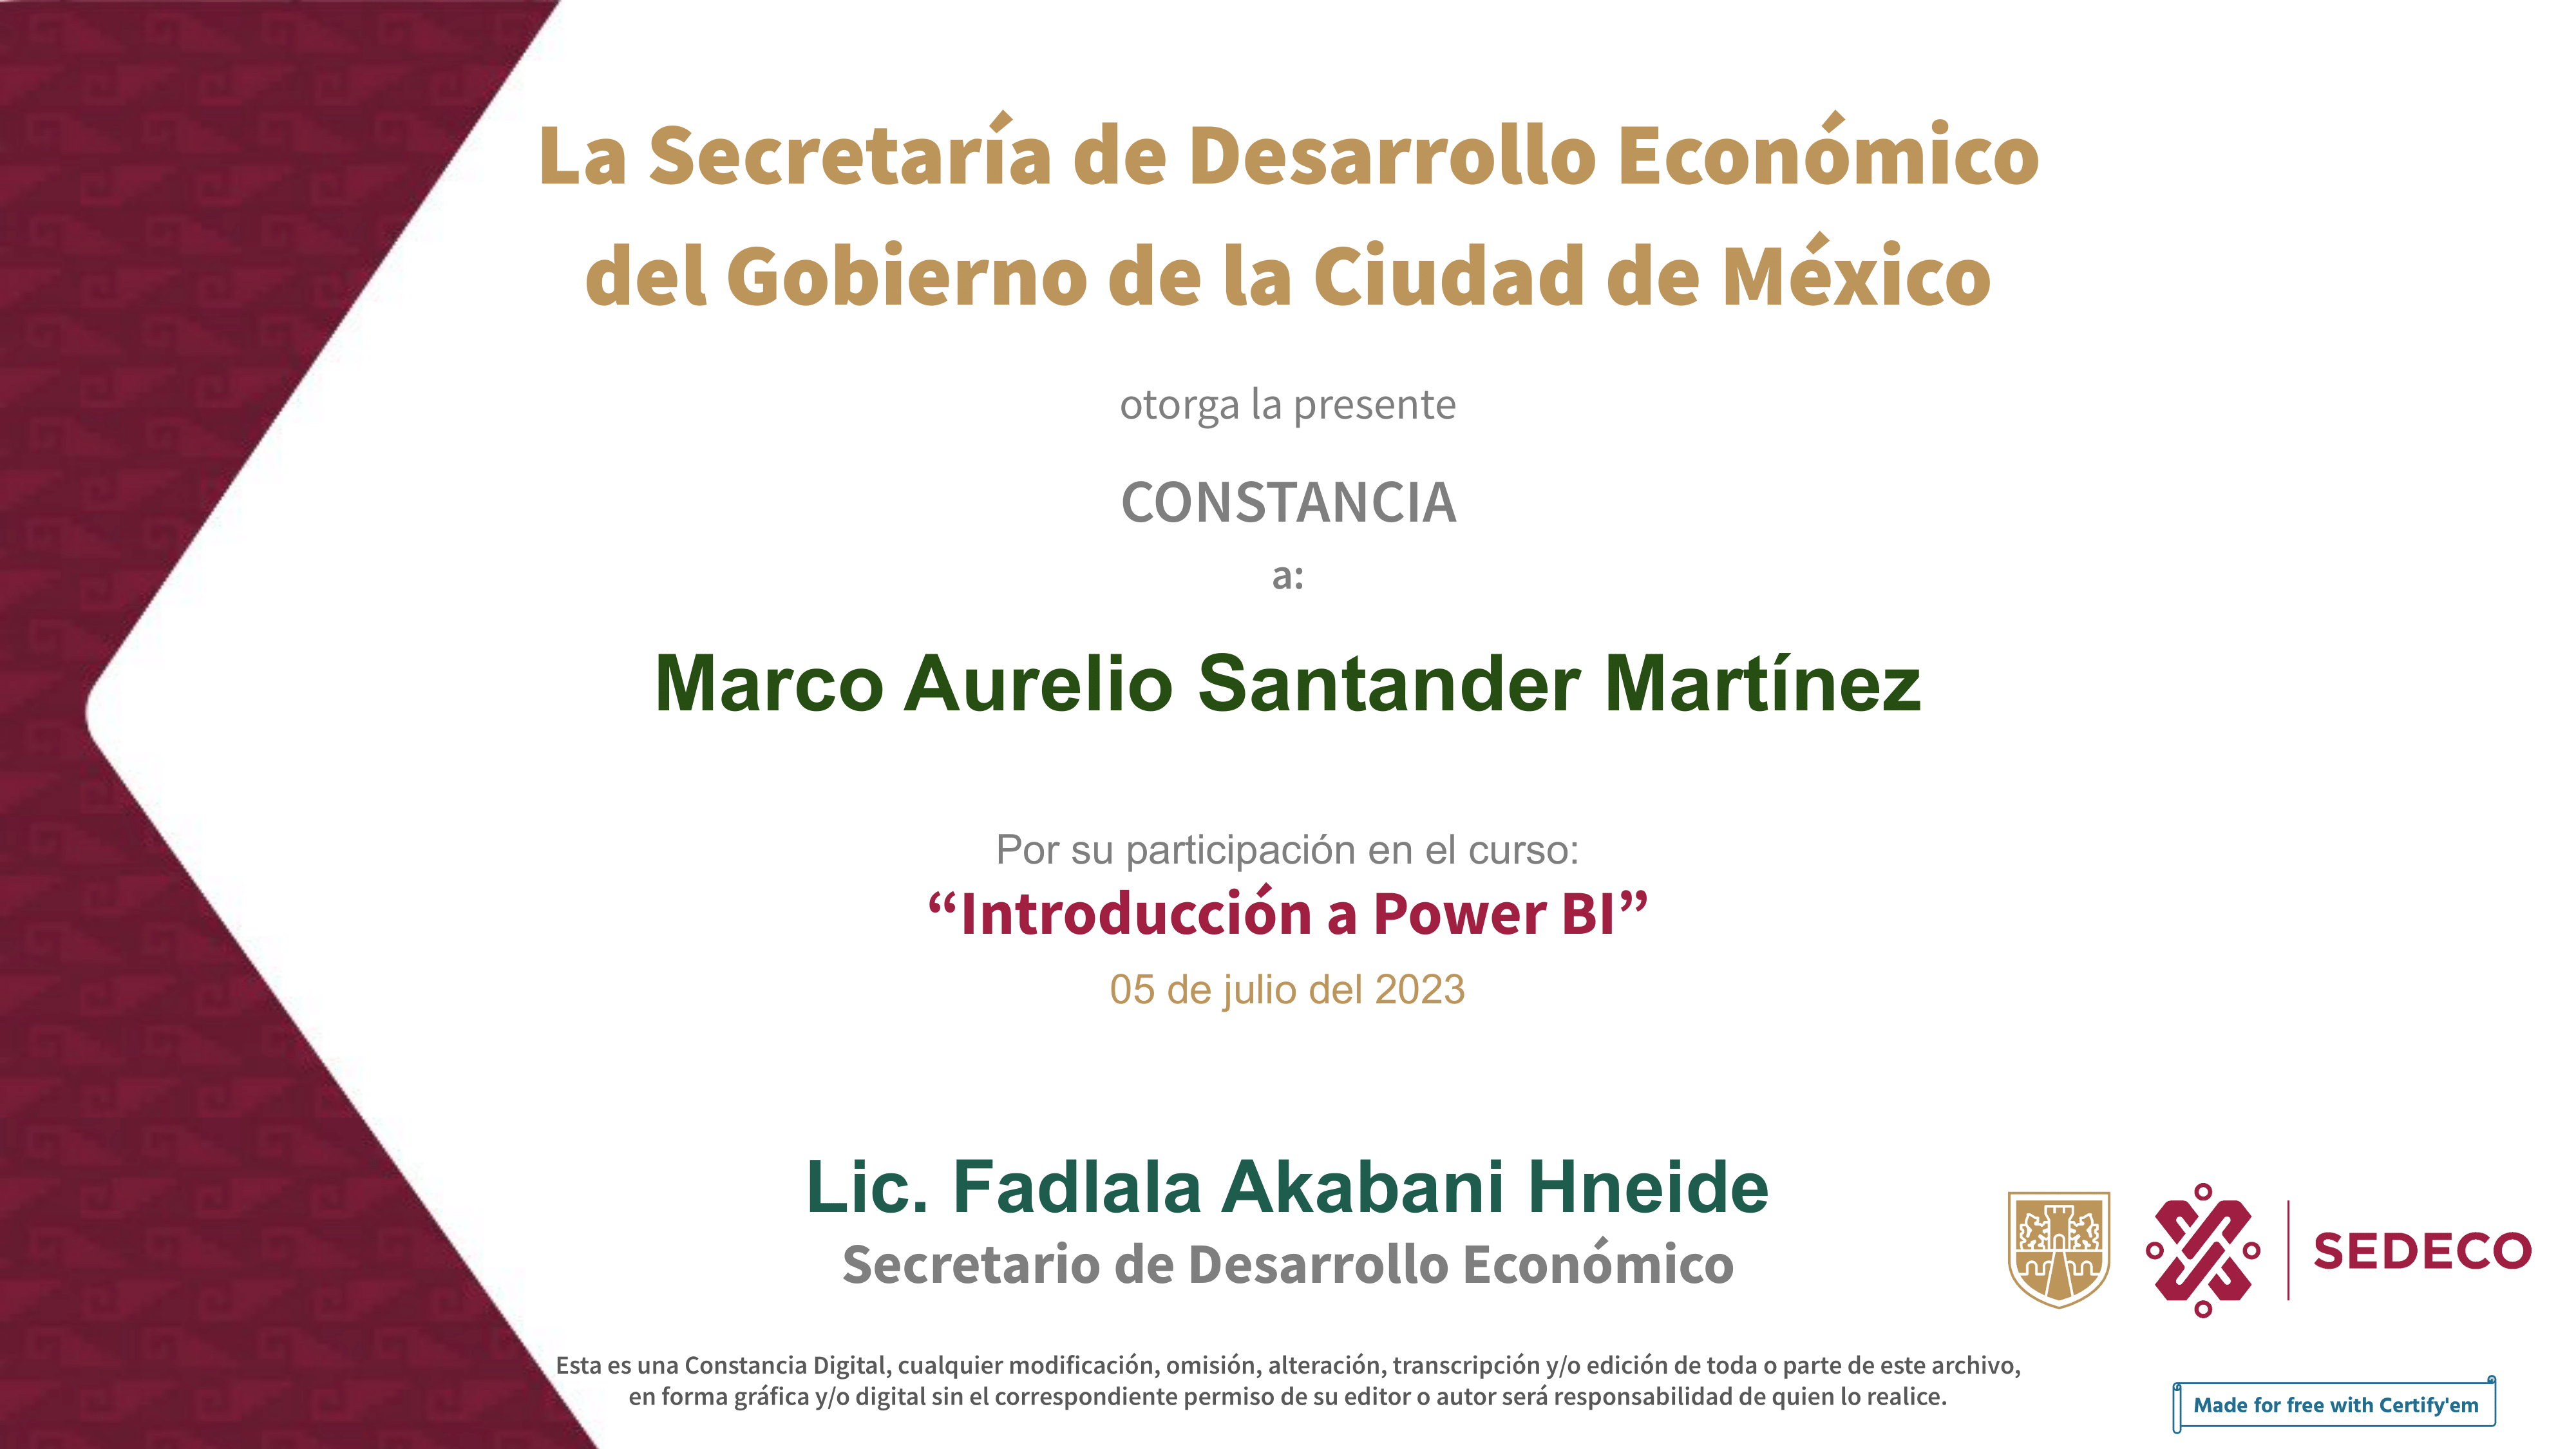 La Secretaría de Desarrollo Económico
del Gobierno de la Ciudad de México
otorga la presente
CONSTANCIA
a:
Marco Aurelio Santander Martínez
Por su participación en el curso:
“Introducción a Power BI”
05 de julio del 2023
Lic. Fadlala Akabani Hneide
Secretario de Desarrollo Económico
SEDECO
Esta es una Constancia Digital, cualquier modificación, omisión, alteración, transcripción y/o edición de toda o parte de este archivo,
en forma gráfica y/o digital sin el correspondiente permiso de su editor o autor será responsabilidad de quien lo realice.
Made for free with Certify'em